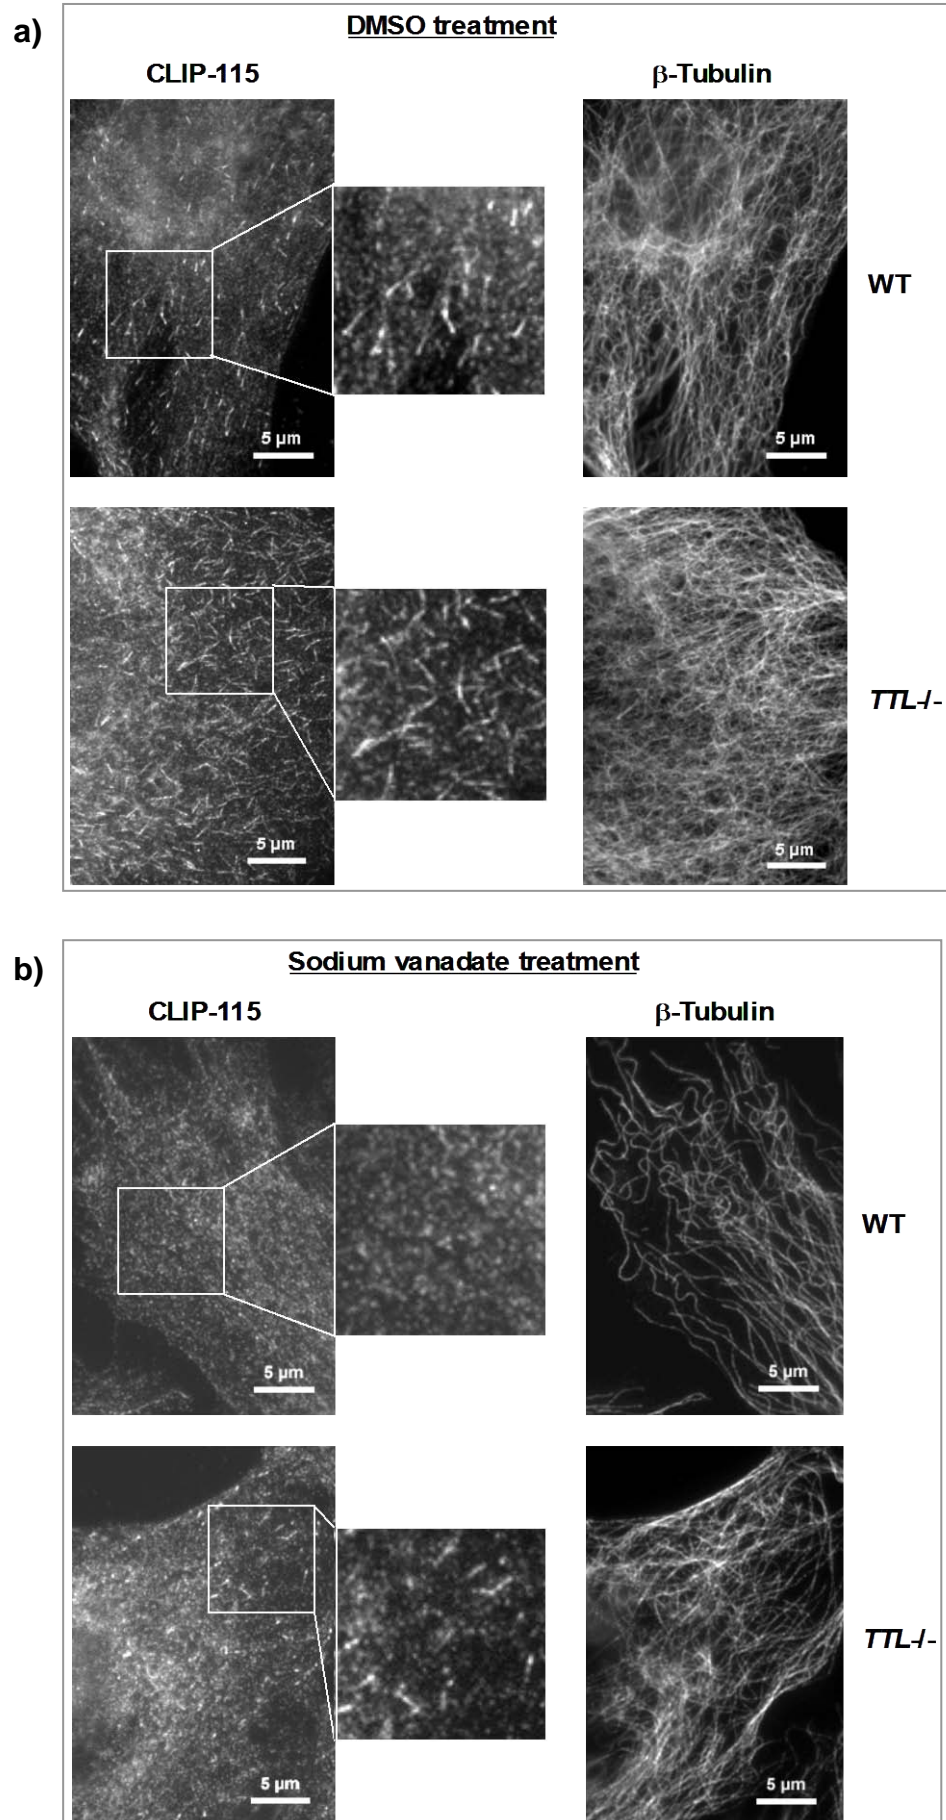 a)
DMSO treatment
CLIP-115 β-Tubulin
5 µm 5 µm
WT
5 µm 5 µm
TTL-/-
b)
Sodium vanadate treatment
CLIP-115 β-Tubulin
5 µm 5 µm
WT
5 µm 5 µm
TTL-/-